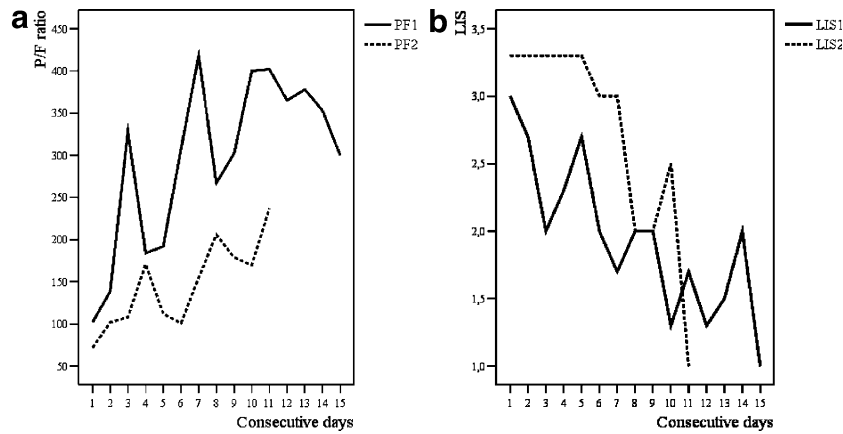 a
P/F ratio
450
400
350
300
250
200
150
100
50
1 2 3 4 5 6 7 8 9 10 11 12 13 14 15
Consecutive days
PF1
PF2
b
LIS
3,5
3,0
2,5
2,0
1,5
1,0
1 2 3 4 5 6 7 8 9 10 11 12 13 14 15
Consecutive days
LIS1
LIS2